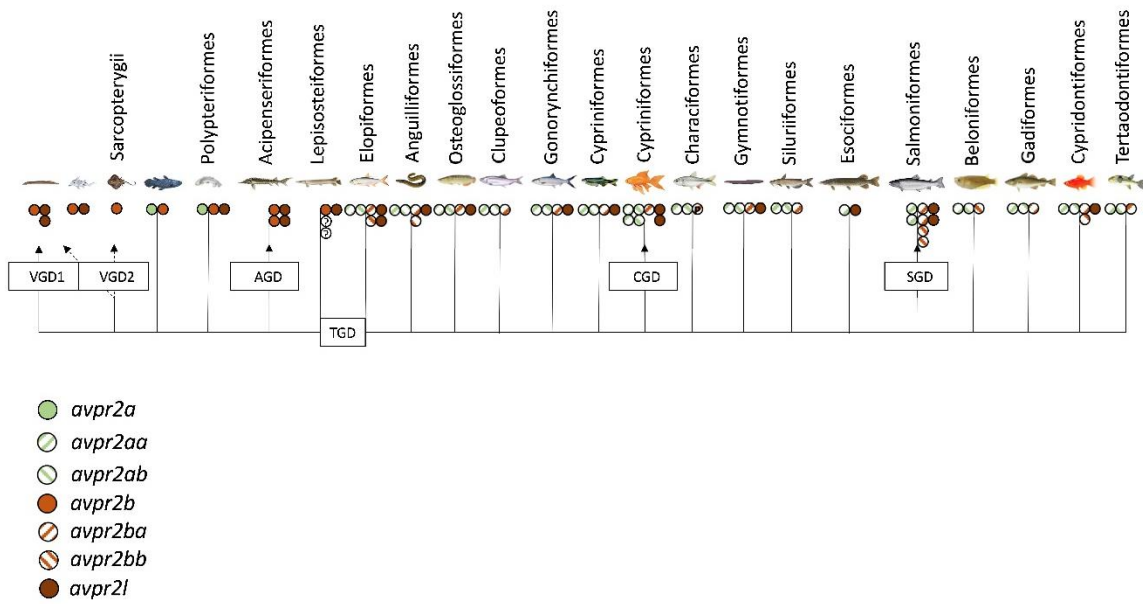 Sarcopterygii
Polypteriformes
Acipenseriformes
Lepisosteiformes
Elopiformes
Anguilliformes
Osteoglossiformes
Clupeoformes
Gonorynchiformes
Cypriniformes
Cypriniformes
Characiformes
Gymnotiformes
Siluriiformes
Esociformes
Salmoniformes
Beloniformes
Gadiformes
Cypridontiformes
Tertaodontiformes
VGD1
VGD2
AGD
CGD
SGD
TGD
avpr2a
avpr2aa
avpr2ab
avpr2b
avpr2ba
avpr2bb
avpr2l